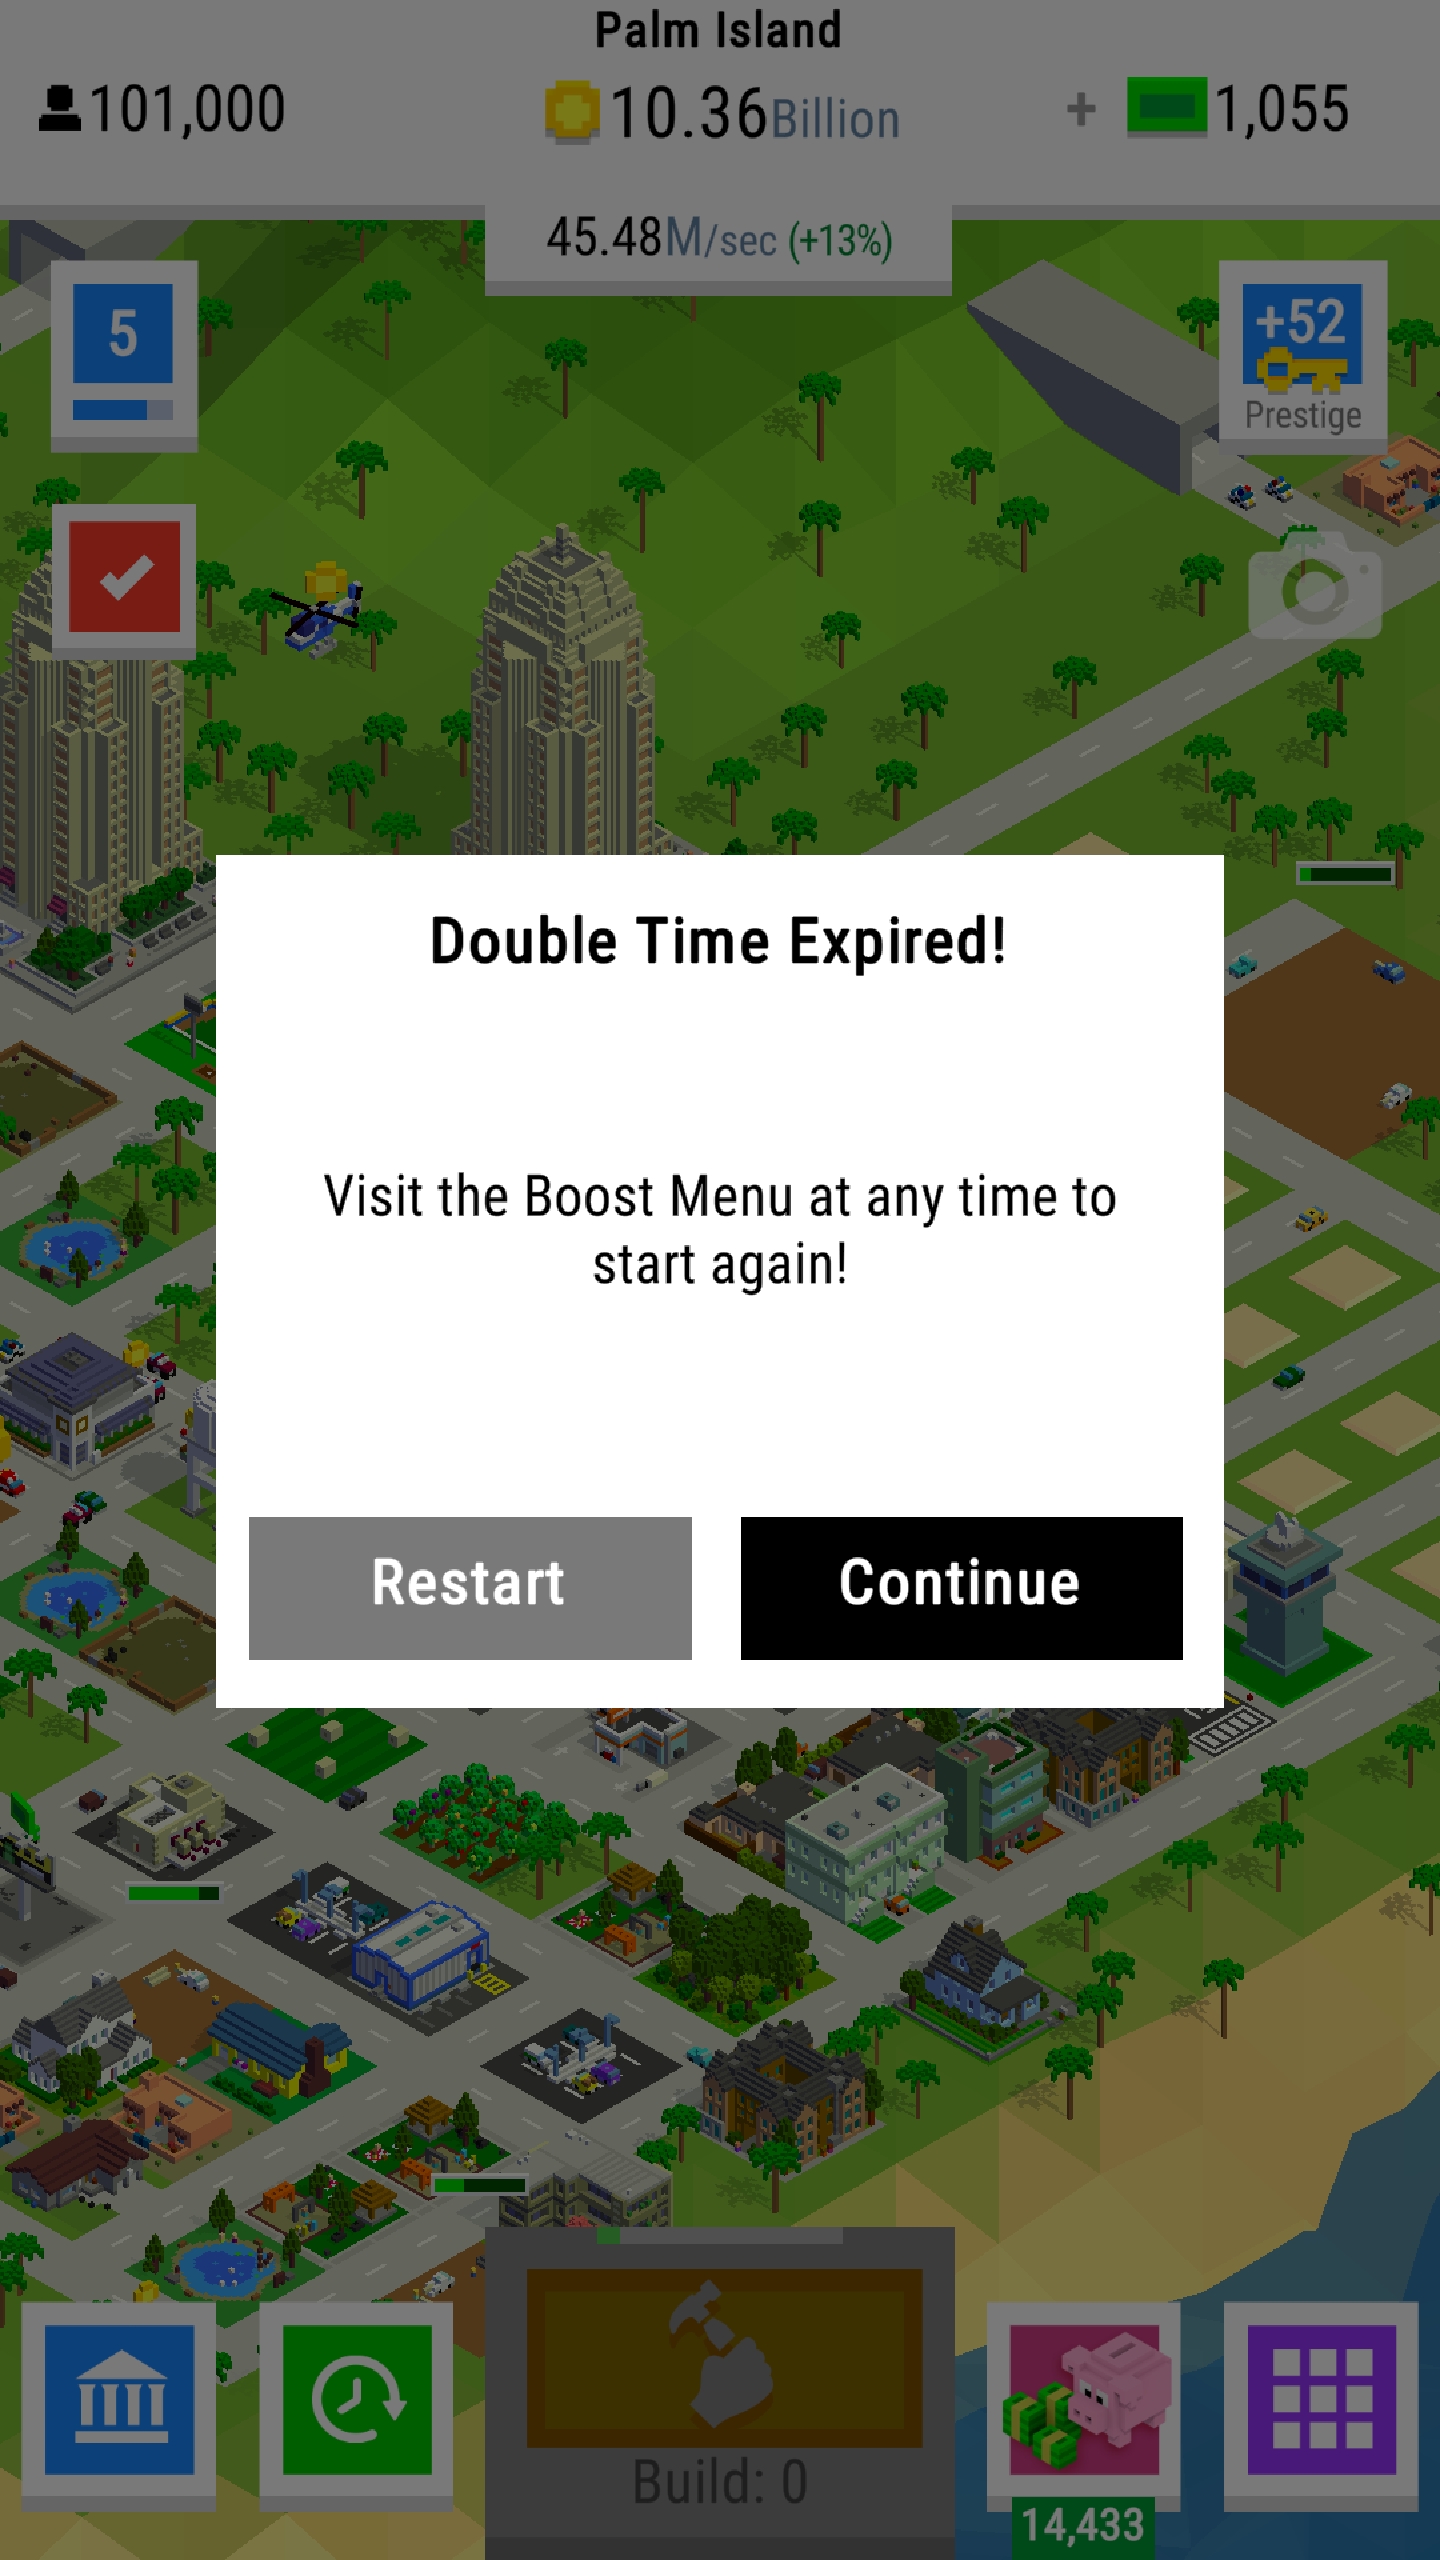 Palm Island
101,000
10.36Billion
+ 1,055
45.48M/sec (+13%)
5
+52
Prestige
Double Time Expired!
Visit the Boost Menu at any time to
start again!
Restart
Continue
Build: 0
14,433